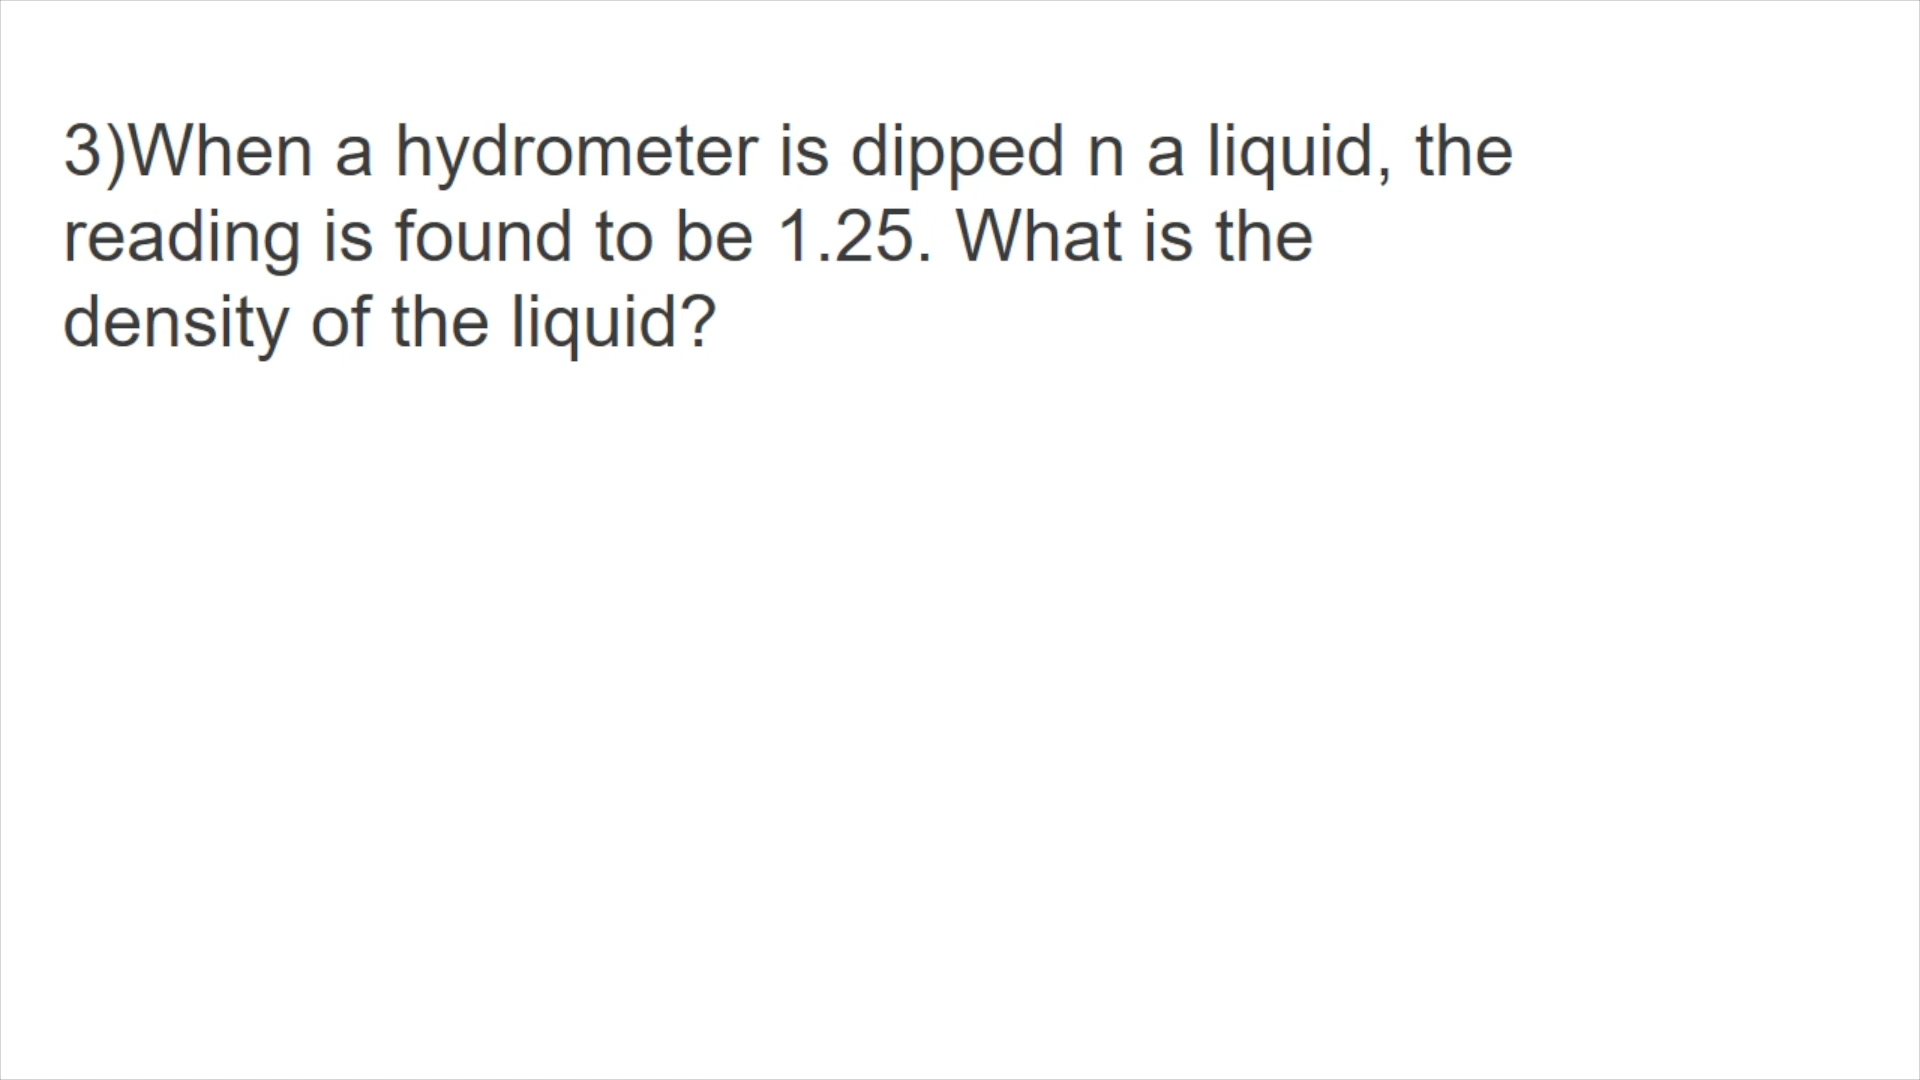 3)When a hydrometer is dipped n a liquid, the
reading is found to be 1.25. What is the
density of the liquid?